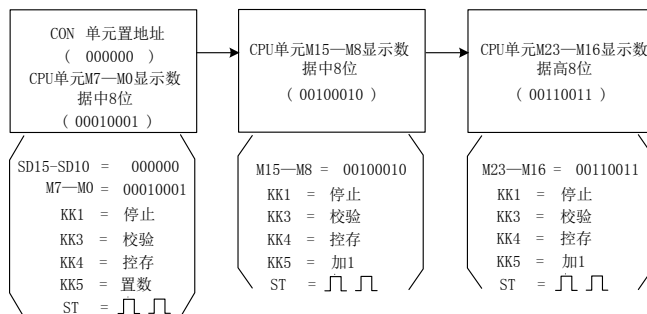 CON 单元置地址
( 000000 )
CPU单元M7—M0显示数
据中8位
( 00010001 )
CPU单元M15—M8显示数
据中8位
( 00100010 )
CPU单元M23—M16显示数
据高8位
( 00110011 )
SD15-SD10 = 000000
M7—M0 = 00010001
KK1 = 停止
KK3 = 校验
KK4 = 控存
KK5 = 置数
ST =
M15—M8 = 00100010
KK1 = 停止
KK3 = 校验
KK4 = 控存
KK5 = 加1
ST =
M23—M16 = 00110011
KK1 = 停止
KK3 = 校验
KK4 = 控存
KK5 = 加1
ST =